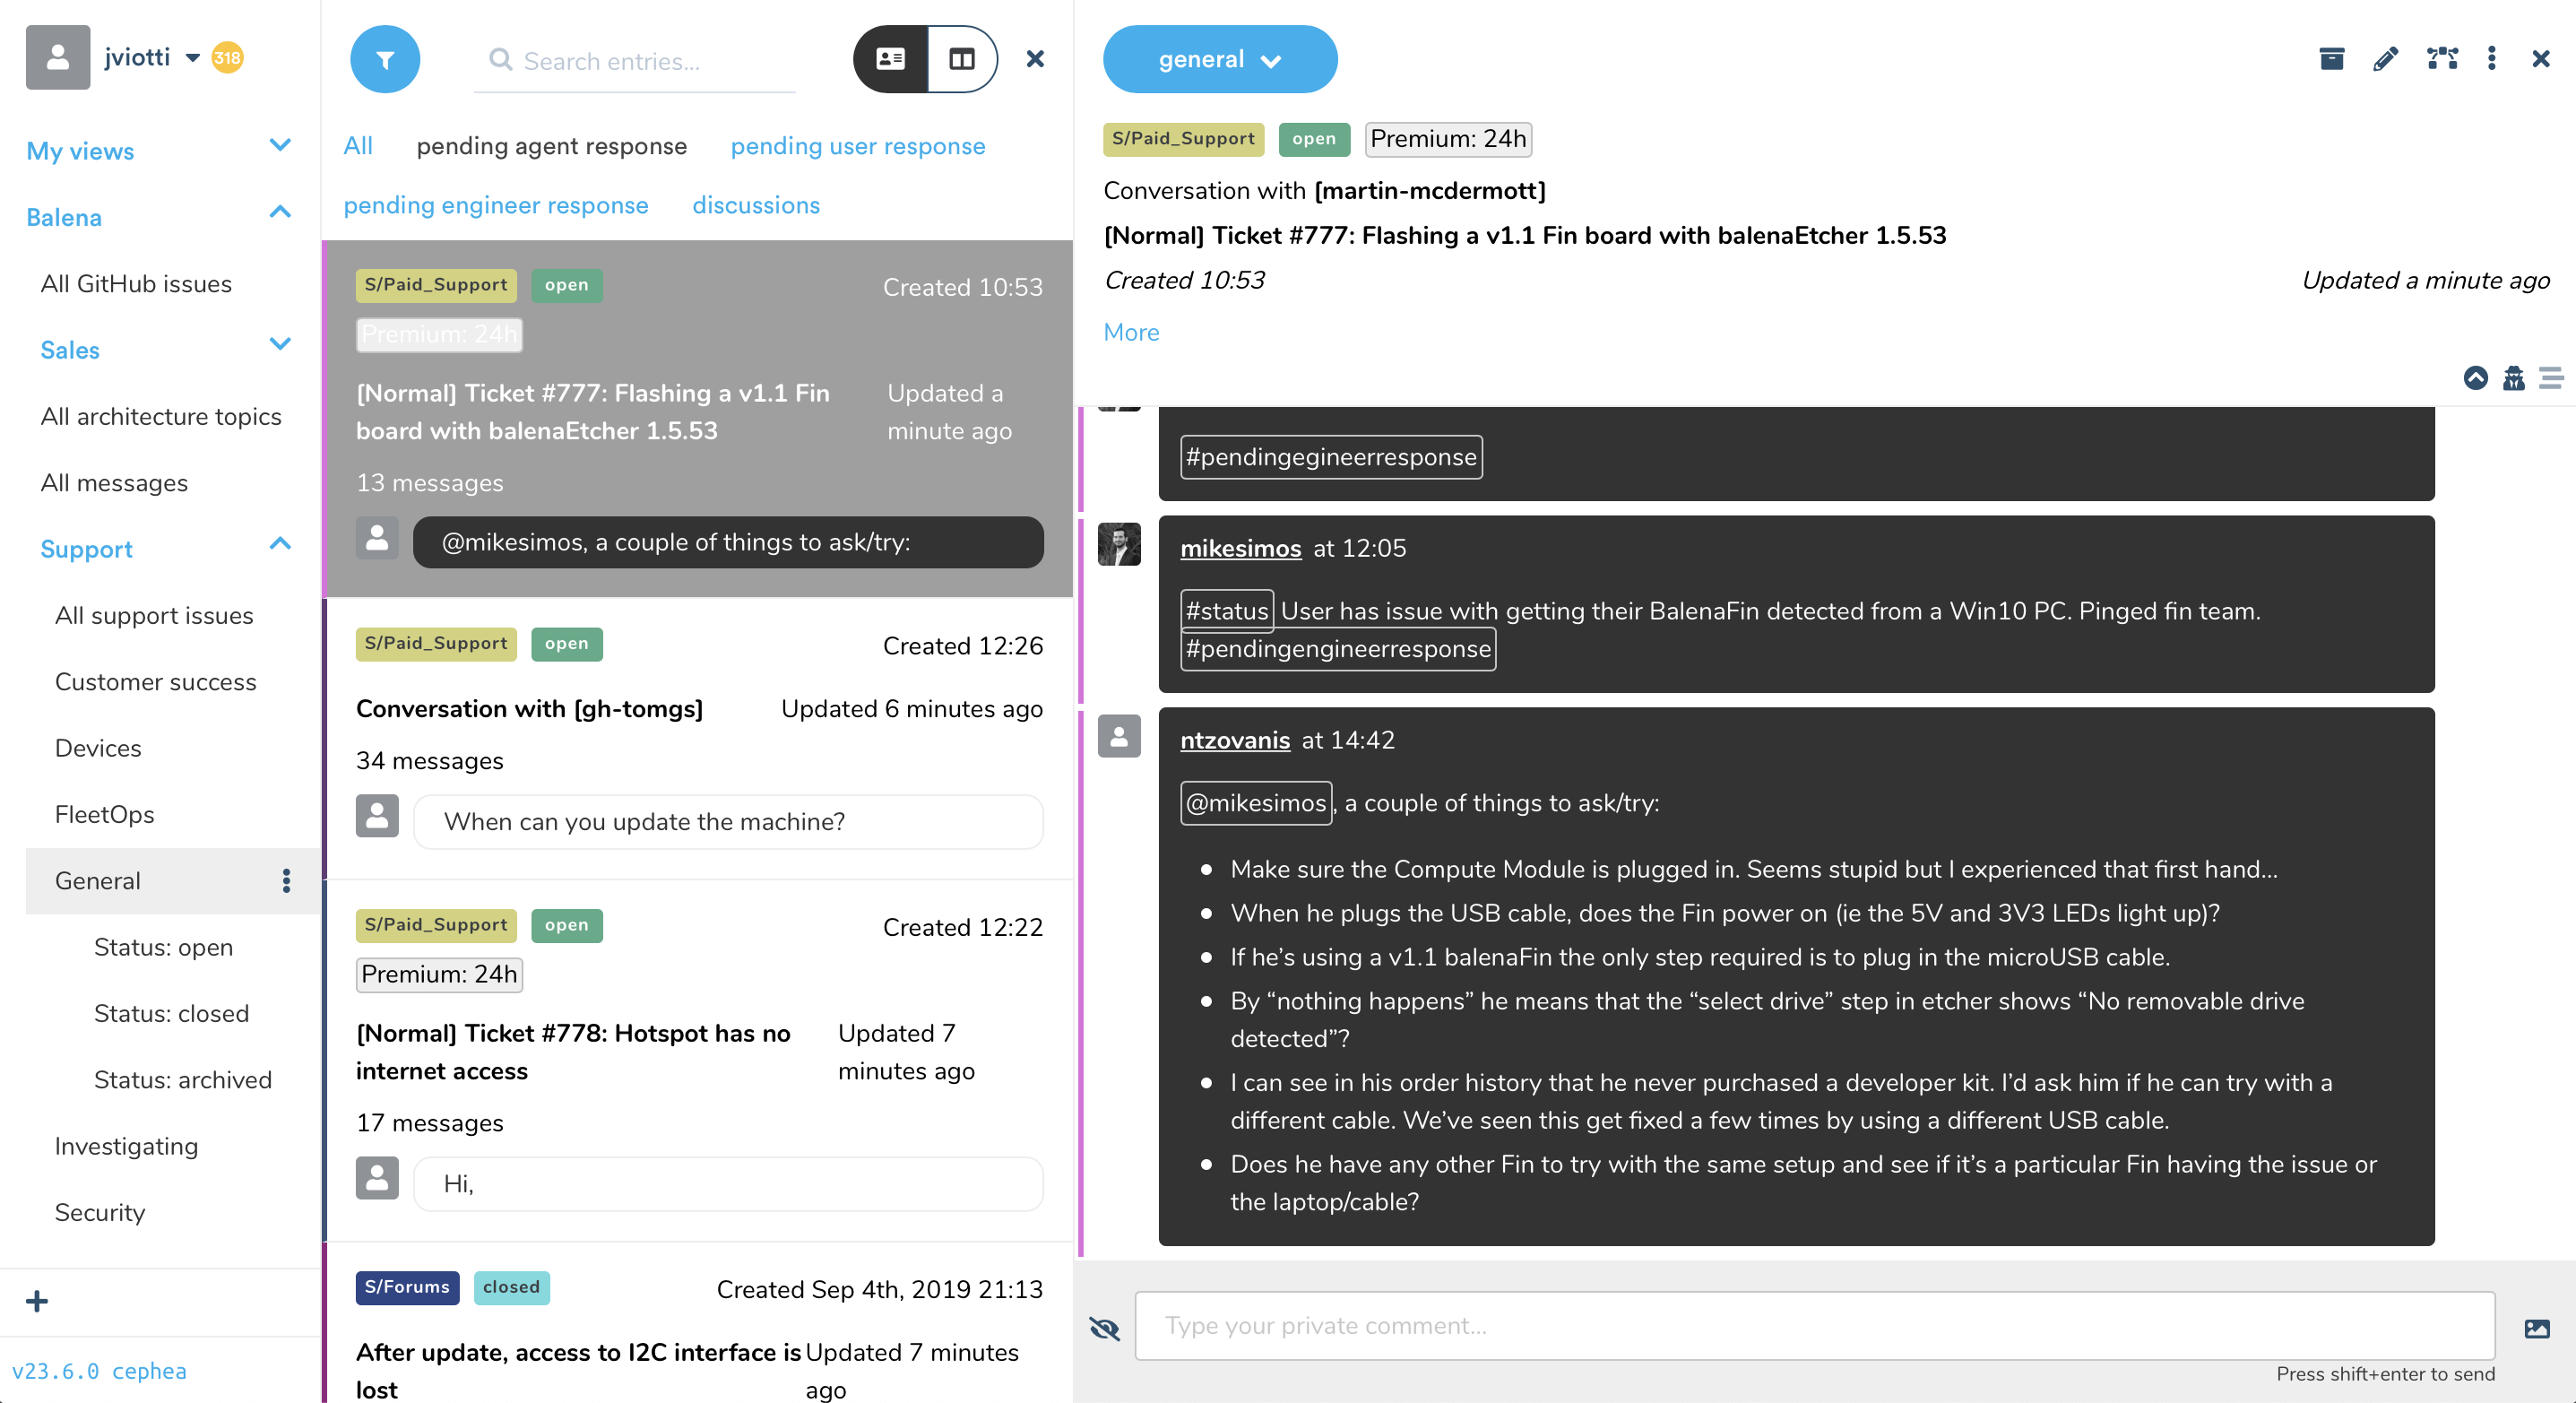 jviotti 318
My views
Balena
All GitHub issues
Sales
All architecture topics
All messages
Support
All support issues
Customer success
Devices
FleetOps
General
Status: open
Status: closed
Status: archived
Investigating
Security
v23.6.0 cephea
Search entries...
All pending agent response pending user response
pending engineer response discussions
S/Paid_Support open Created 10:53
Premium: 24h
[Normal] Ticket #777: Flashing a v1.1 Fin Updated a
board with balenaEtcher 1.5.53 minute ago
13 messages
@mikesimos, a couple of things to ask/try:
S/Paid_Support open Created 12:26
Conversation with [gh-tomgs] Updated 6 minutes ago
34 messages
When can you update the machine?
S/Paid_Support open Created 12:22
Premium: 24h
[Normal] Ticket #778: Hotspot has no Updated 7
internet access minutes ago
17 messages
Hi,
S/Forums closed Created Sep 4th, 2019 21:13
After update, access to I2C interface is Updated 7 minutes
lost ago
general
S/Paid_Support open Premium: 24h
Conversation with [martin-mcdermott]
[Normal] Ticket #777: Flashing a v1.1 Fin board with balenaEtcher 1.5.53
Created 10:53 Updated a minute ago
More
#pendingegineerresponse
mikesimos at 12:05
#status User has issue with getting their BalenaFin detected from a Win10 PC. Pinged fin team.
#pendingengineerresponse
ntzovanis at 14:42
@mikesimos, a couple of things to ask/try:
• Make sure the Compute Module is plugged in. Seems stupid but I experienced that first hand...
• When he plugs the USB cable, does the Fin power on (ie the 5V and 3V3 LEDs light up)?
• If he’s using a v1.1 balenaFin the only step required is to plug in the microUSB cable.
• By “nothing happens” he means that the “select drive” step in etcher shows “No removable drive
detected”?
• I can see in his order history that he never purchased a developer kit. I’d ask him if he can try with a
different cable. We’ve seen this get fixed a few times by using a different USB cable.
• Does he have any other Fin to try with the same setup and see if it’s a particular Fin having the issue or
the laptop/cable?
Type your private comment...
Press shift+enter to send